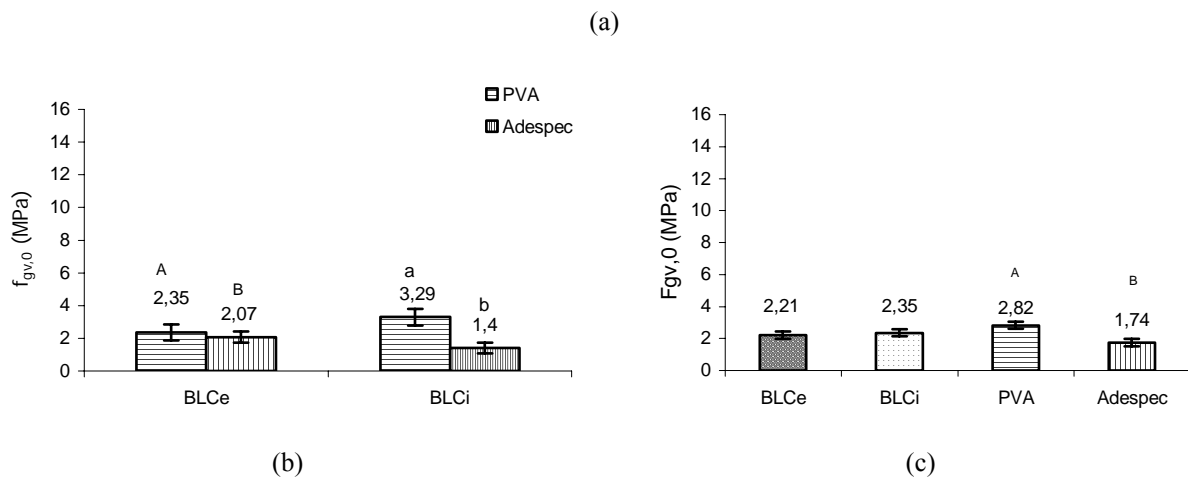 (a)
PVA
Adespec
f gv,0 (MPa)
16
14
12
10
8
6
4
2
0
A
2,35
B
2,07
a
3,29
b
1,4
BLCe
BLCi
(b)
Fgv,0 (MPa)
16
14
12
10
8
6
4
2
0
2,21
2,35
A
2,82
B
1,74
BLCe
BLCi
PVA
Adespec
(c)